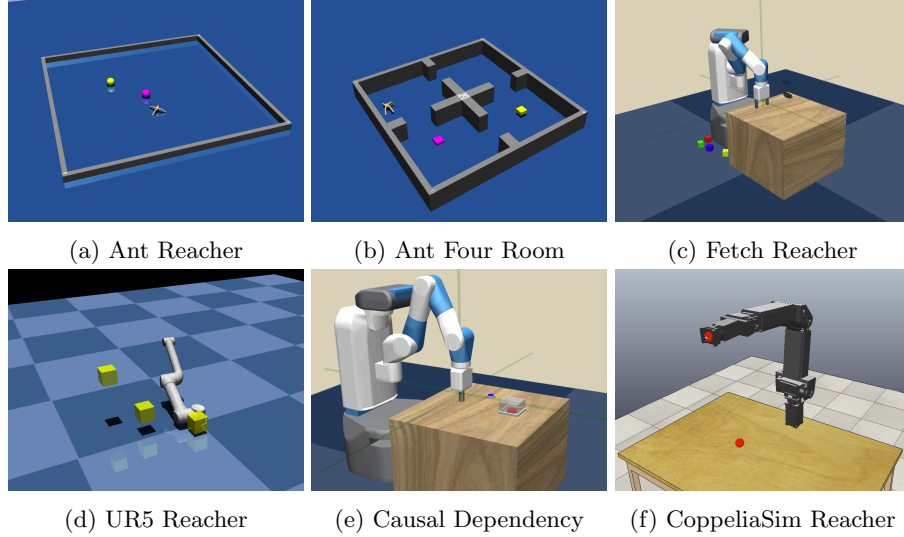 (a) Ant Reacher
(b) Ant Four Room
(c) Fetch Reacher
(d) UR5 Reacher
(e) Causal Dependency
(f) CoppeliaSim Reacher